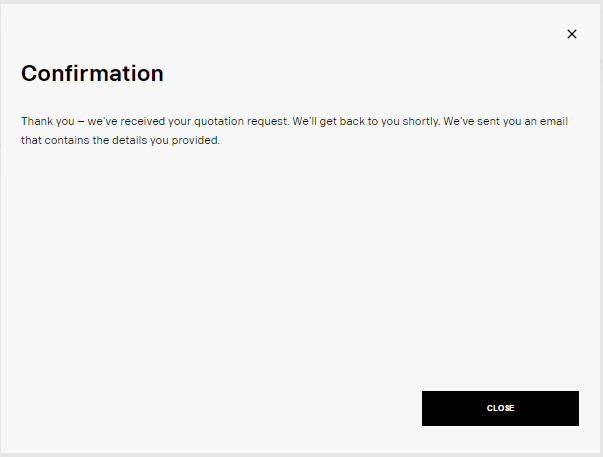 Confirmation
Thank you – we've received your quotation request. We'll get back to you shortly. We've sent you an email
that contains the details you provided.
CLOSE